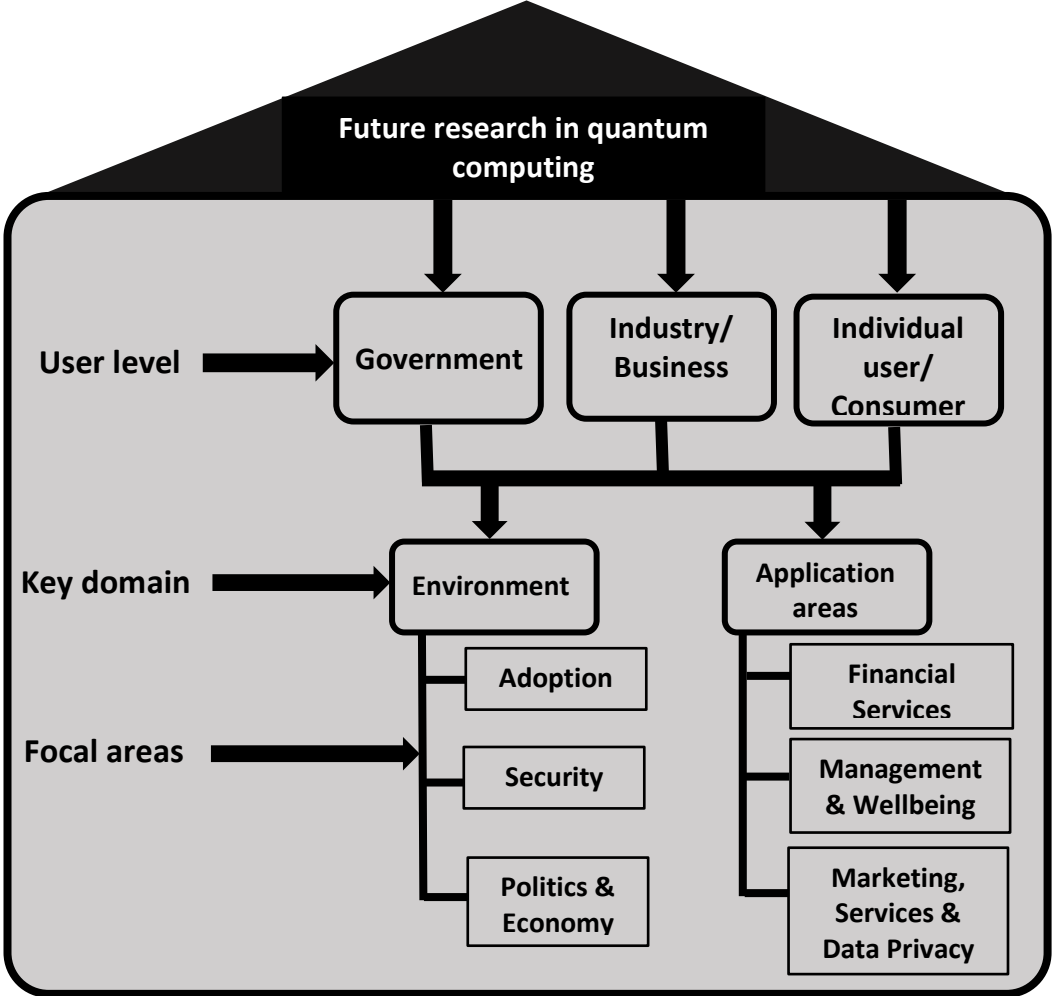 Future research in quantum
computing
User level
Government
Industry/
Business
Individual
user/
Consumer
Key domain
Environment
Application
areas
Focal areas
Adoption
Security
Politics &
Economy
Financial
Services
Management
& Wellbeing
Marketing,
Services &
Data Privacy